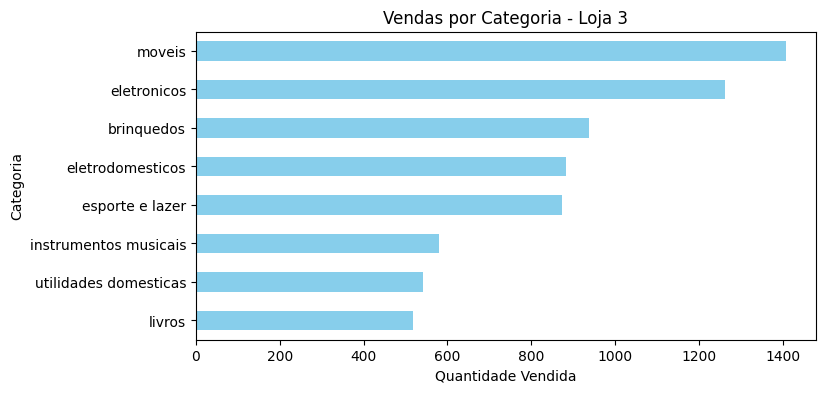 Vendas por Categoria - Loja 3
Categoria
moveis
eletronicos
brinquedos
eletrodomesticos
esporte e lazer
instrumentos musicais
utilidades domesticas
livros
0 200 400 600 800 1000 1200 1400
Quantidade Vendida